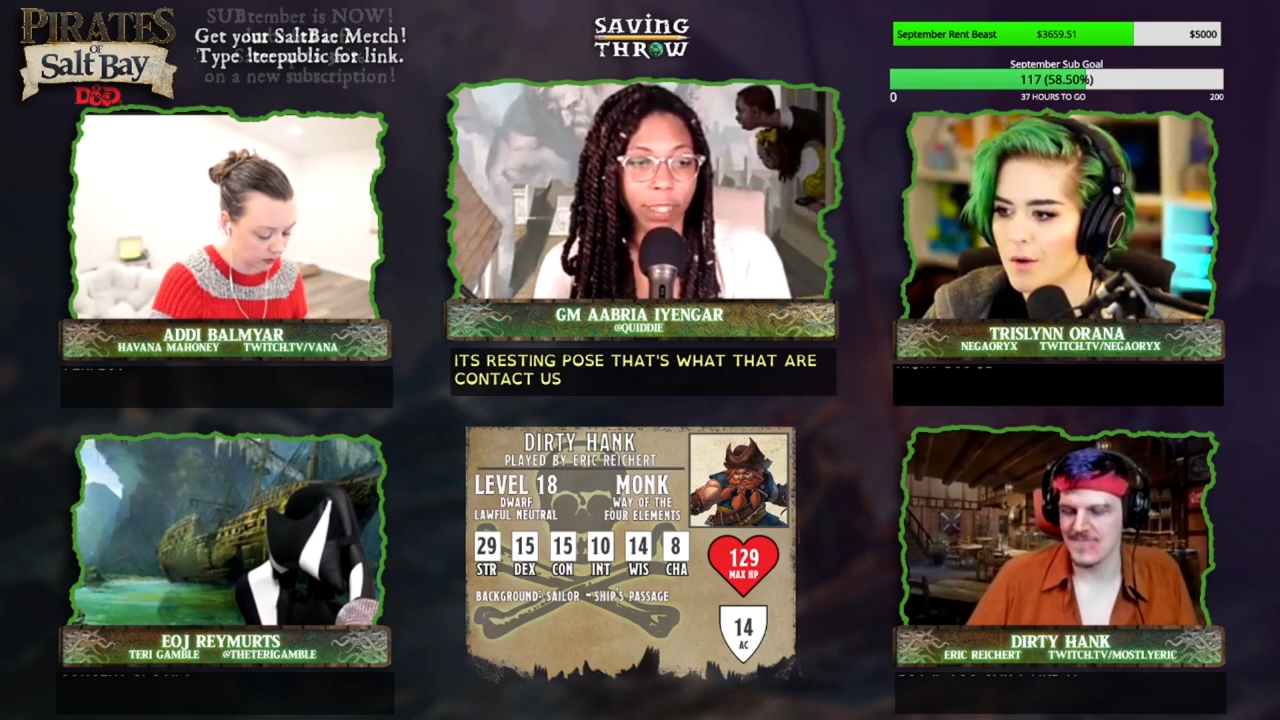 PIRATES
OF
Salt Bay
D&D
SUBtember is NOW!
Get your SaltBae Merch!
Type !teepublic for link.
on a new subscription!
SAVING
THROW
September Rent Beast $3659.51 $5000
September Sub Goal
117 (58.50%)
0 37 HOURS TO GO 200
ADDI BALMYAR
HAVANA MAHONEY TWITCH.TV/VANA
GM AABRIA IYENGAR
@QUIDDIE
TRISLYNN ORANA
NEGAORYX TWITCH.TV/NEGAORYX
ITS RESTING POSE THAT'S WHAT THAT ARE
CONTACT US
DIRTY HANK
PLAYED BY ERIC REICHERT
LEVEL 18 MONK
DWARF WAY OF THE
LAWFUL NEUTRAL FOUR ELEMENTS
29 15 15 10 14 8
STR DEX CON INT WIS CHA
129
MAX HP
BACKGROUND: SAILOR - SHIP'S PASSAGE
14
AC
EOJ REYMURTS
TERI GAMBLE @THETERIGAMBLE
DIRTY HANK
ERIC REICHERT TWITCH.TV/MOSTLYERIC